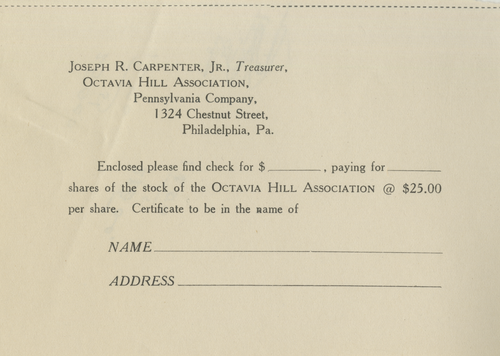 Joseph R. Carpenter, Jr., Treasurer,
Octavia Hill Association,
Pennsylvania Company,
1324 Chestnut Street,
Philadelphia, Pa.
Enclosed please find check for $ ________, paying for ________
shares of the stock of the Octavia Hill Association @ $25.00
per share. Certificate to be in the name of
NAME
ADDRESS